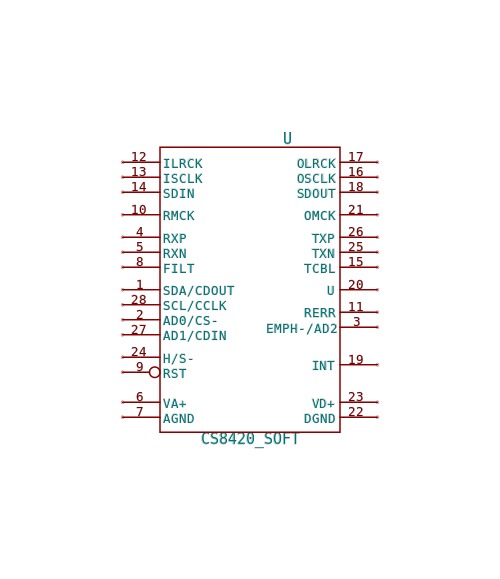 U
12 ILRCK OLRCK 17
13 ISCLK OSCLK 16
14 SDIN SDOUT 18
10 RMCK OMCK 21
4 RXP TXP 26
5 RXN TXN 25
8 FILT TCBL 15
1 SDA/CDOUT U 20
28 SCL/CCLK
RERR 11
2 AD0/CS-
EMPH-/AD2 3
27 AD1/CDIN
24 H/S-
INT 19
9 RST
6 VA+ VD+ 23
7 AGND DGND 22
CS8420_SOFT